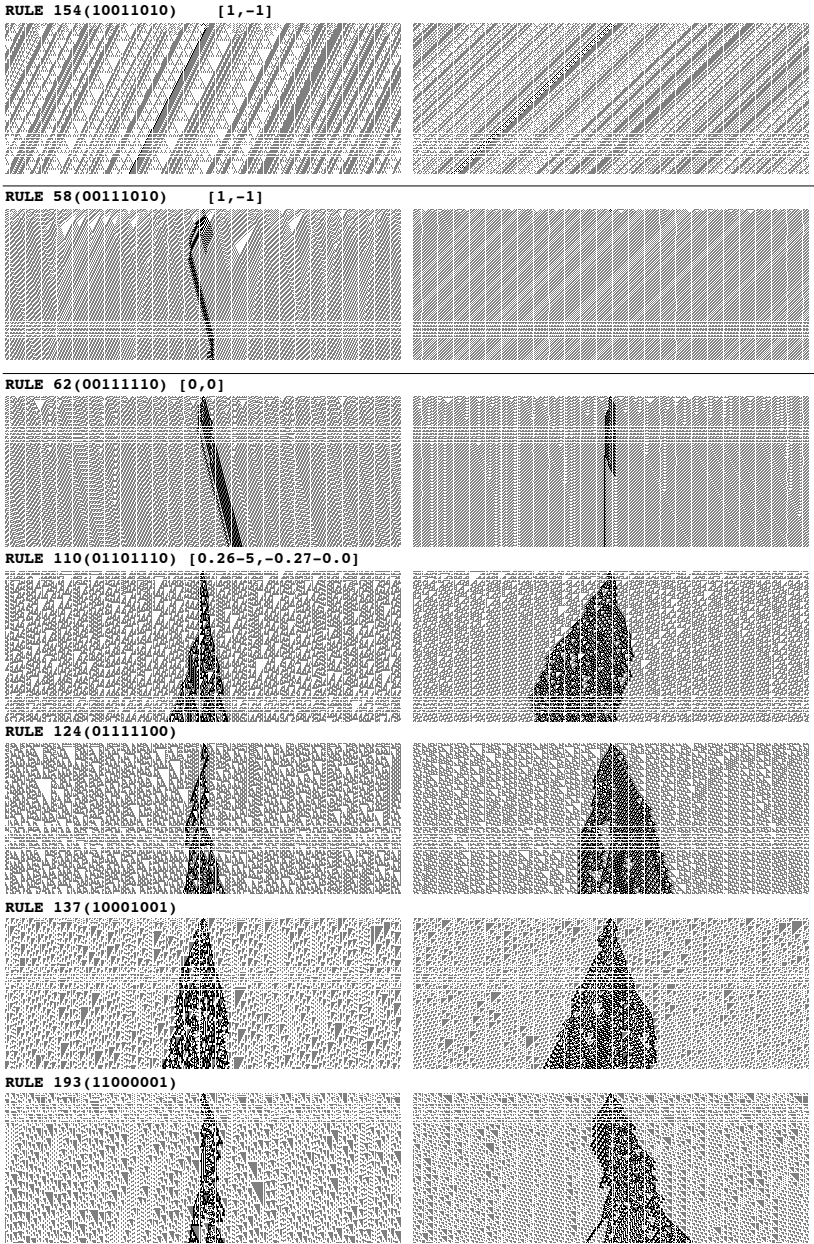 RULE 154(10011010) [1,-1]
RULE 58(00111010) [1,-1]
RULE 62(00111110) [0,0]
RULE 110(01101110) [0.26-5,-0.27-0.0]
RULE 124(01111100)
RULE 137(10001001)
RULE 193(11000001)